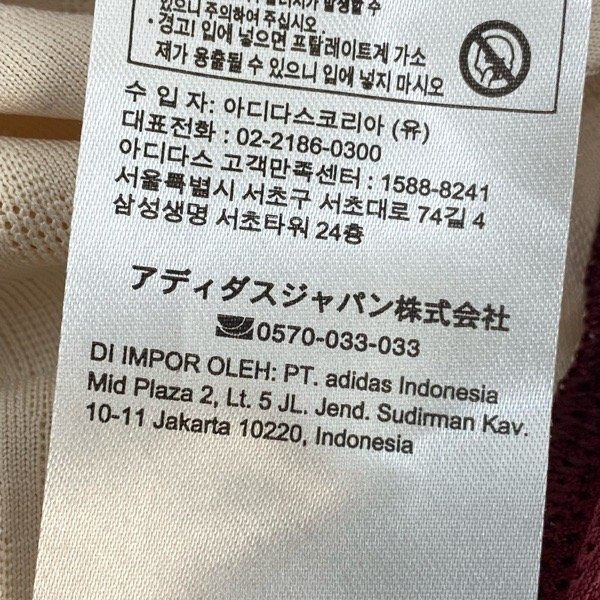 있으니 주의하여 주십시오.
· 경고! 입에 넣으면 프탈레이트계 가소
제가 용출될 수 있으니 입에 넣지 마시오
수 입 자: 아디다스코리아 (유)
대표전화 : 02-2186-0300
아디다스 고객만족센터 : 1588-8241
서울특별시 서초구 서초대로 74길 4
삼성생명 서초타워 24층
アディダスジャパン株式会社
0570-033-033
DI IMPOR OLEH: PT. adidas Indonesia
Mid Plaza 2, Lt. 5 JL. Jend. Sudirman Kav.
10-11 Jakarta 10220, Indonesia